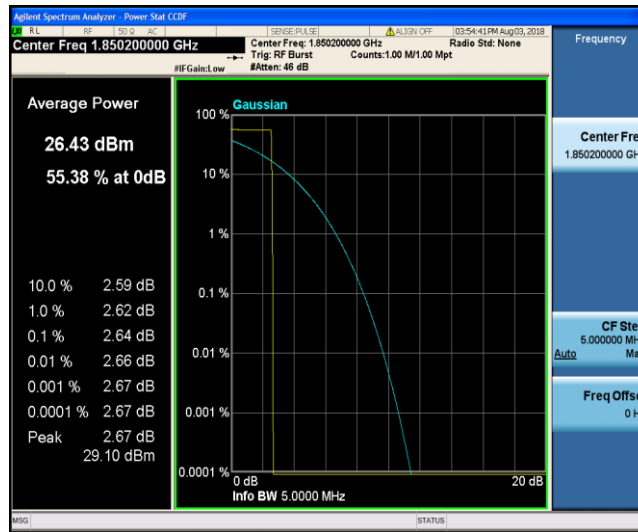 Agilent Spectrum Analyzer - Power Stat CCDF
RL RF 50 Ω AC SENSE:PULSE ALIGN OFF 03:54:41 PM Aug 03, 2018
Center Freq 1.850200000 GHz
Center Freq: 1.850200000 GHz Radio Std: None
Trig: RF Burst Counts:1.00 M/1.00 Mpt
#IFGain:Low #Atten: 46 dB
Frequency
Average Power
26.43 dBm
55.38 % at 0dB
10.0 % 2.59 dB
1.0 % 2.62 dB
0.1 % 2.64 dB
0.01 % 2.66 dB
0.001 % 2.67 dB
0.0001 % 2.67 dB
Peak 2.67 dB
29.10 dBm
Gaussian
100 %
10 %
1 %
0.1 %
0.01 %
0.001 %
0.0001 %
0 dB 20 dB
Info BW 5.0000 MHz
Center Fre
1.850200000 GH
CF Ste
5.000000 MH
Auto Ma
Freq Offs
0 H
MSG STATUS